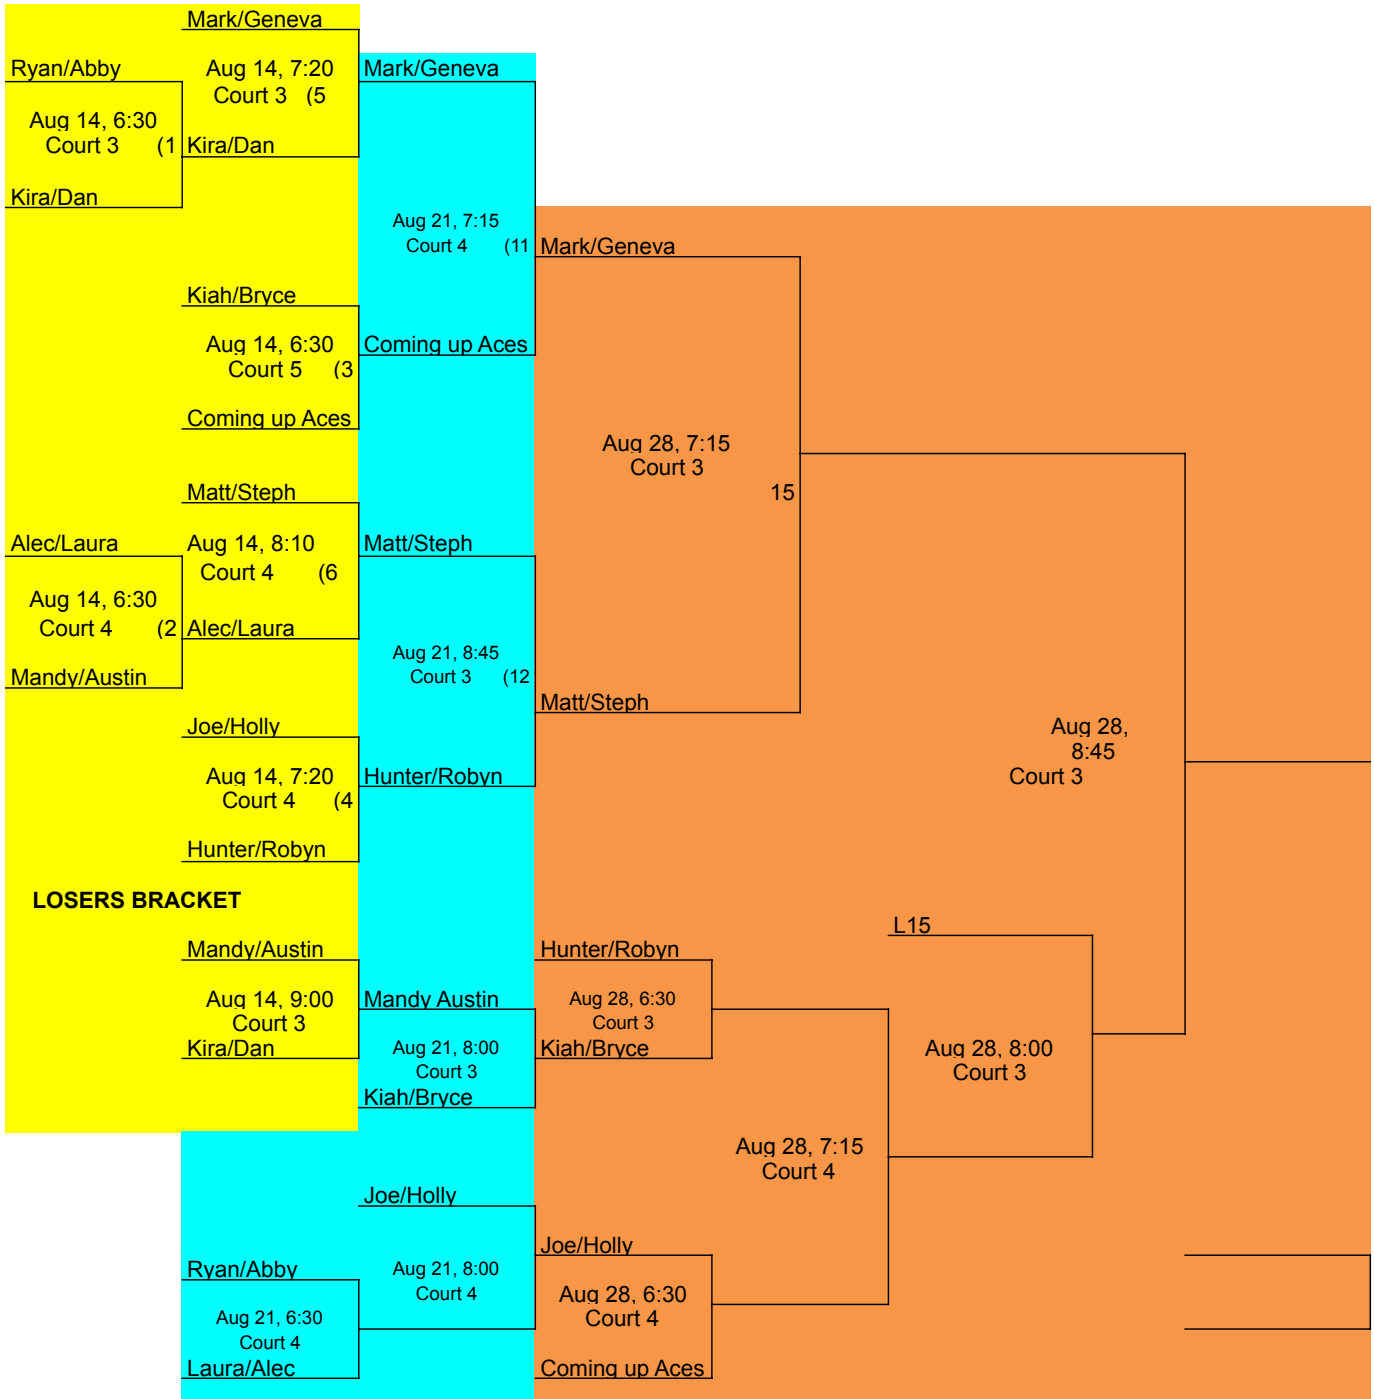 Mark/Geneva
Ryan/Abby
Aug 14, 7:20
Court 3 (5
Mark/Geneva
Aug 14, 6:30
Court 3 (1
Kira/Dan
Kira/Dan
Aug 21, 7:15
Court 4 (11
Mark/Geneva
Kiah/Bryce
Aug 14, 6:30
Court 5 (3
Coming up Aces
Coming up Aces
Aug 28, 7:15
Court 3
15
Matt/Steph
Alec/Laura
Aug 14, 8:10
Court 4 (6
Matt/Steph
Aug 14, 6:30
Court 4 (2
Alec/Laura
Mandy/Austin
Aug 21, 8:45
Court 3 (12
Matt/Steph
Joe/Holly
Aug 14, 7:20
Court 4 (4
Hunter/Robyn
Aug 28,
8:45
Court 3
Hunter/Robyn
LOSERS BRACKET
L15
Mandy/Austin
Hunter/Robyn
Aug 14, 9:00
Court 3
Mandy Austin
Aug 28, 6:30
Court 3
Kira/Dan
Aug 21, 8:00
Court 3
Kiah/Bryce
Aug 28, 8:00
Court 3
Kiah/Bryce
Aug 28, 7:15
Court 4
Joe/Holly
Joe/Holly
Ryan/Abby
Aug 21, 8:00
Court 4
Aug 28, 6:30
Court 4
Aug 21, 6:30
Court 4
Laura/Alec
Coming up Aces